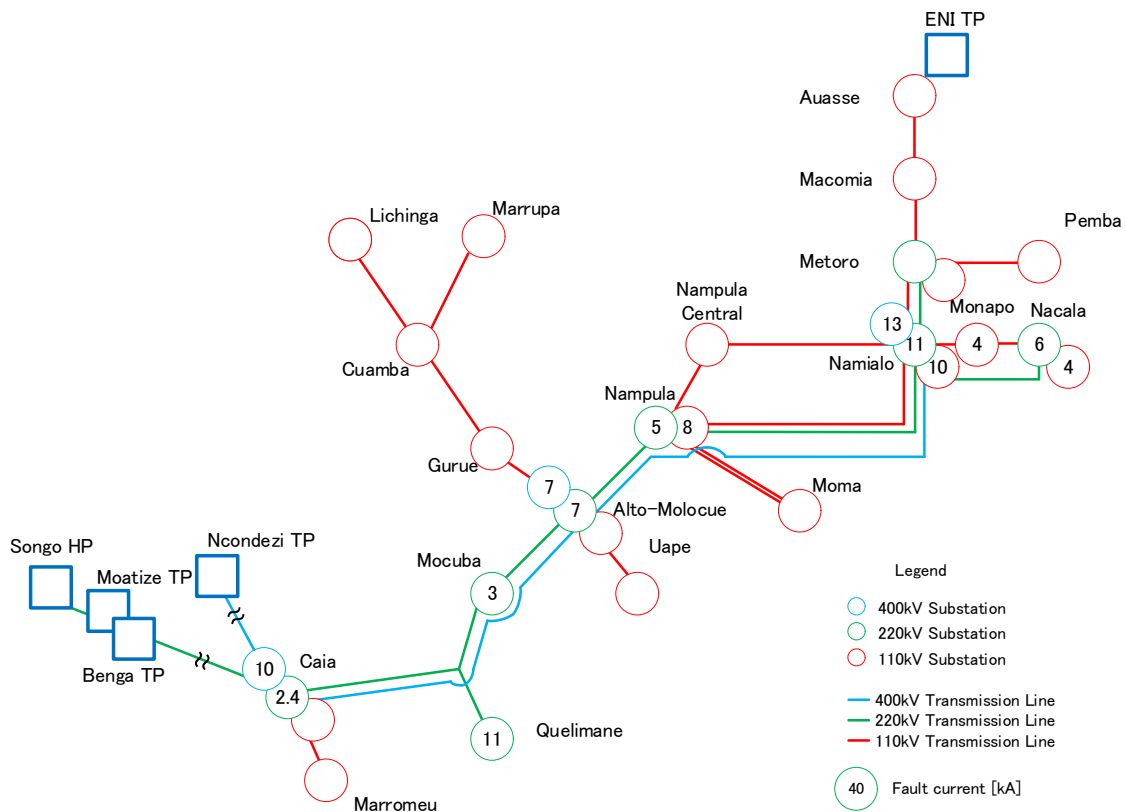 ENI TP
Auasse
Macomia
Pemba
Lichinga
Marrupa
Metoro
Nampula
Central
Monapo
Nacala
13
11
4
6
Cuamba
Namialo
10
4
Nampula
5
8
Gurue
7
Moma
7
Alto-Molocue
Songo HP
Ncondezi TP
Uape
Moatize TP
Mocuba
3
Legend
400kV Substation
220kV Substation
110kV Substation
Benga TP
10
Caia
2.4
400kV Transmission Line
220kV Transmission Line
110kV Transmission Line
11
Quelimane
40
Fault current [kA]
Marromeu